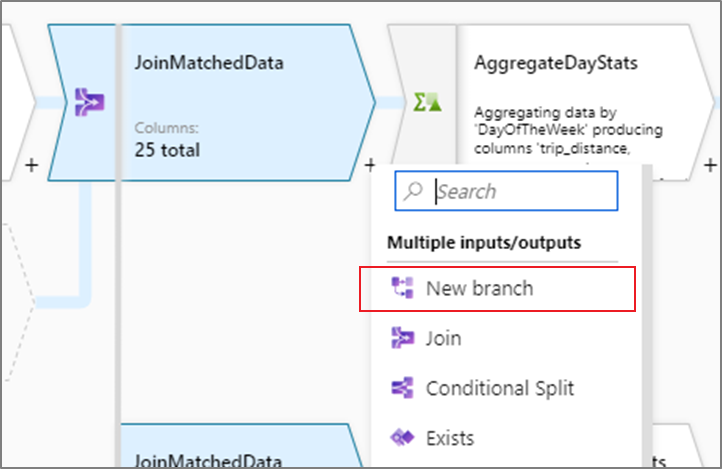 JoinMatchedData
Columns:
25 total
+
+
AggregateDayStats
Aggregating data by
'DayOfTheWeek' producing
columns 'trip_distance,
+
Search
Multiple inputs/outputs
New branch
Join
Conditional Split
Exists
JoinMatchedData